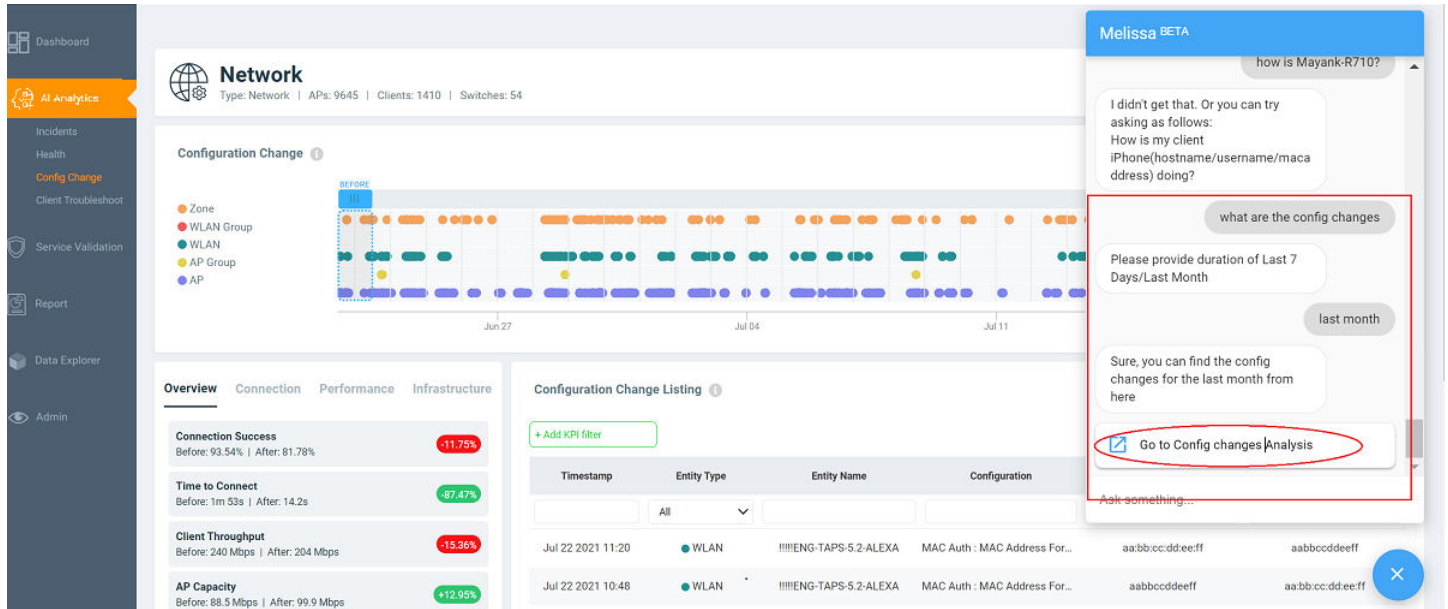 Dashboard
AI Analytics
Incidents
Health
Config Change
Client Troubleshoot
Service Validation
Report
Data Explorer
Admin
Network
Type: Network | APs: 9645 | Clients: 1410 | Switches: 54
Configuration Change
BEFORE
Zone
WLAN Group
WLAN
AP Group
AP
Jun 27
Jul 04
Jul 11
Overview Connection Performance Infrastructure
Connection Success
Before: 93.54% | After: 81.78%
-11.75%
Time to Connect
Before: 1m 53s | After: 14.2s
-87.47%
Client Throughput
Before: 240 Mbps | After: 204 Mbps
-15.36%
AP Capacity
Before: 88.5 Mbps | After: 99.9 Mbps
+12.95%
Configuration Change Listing
+ Add KPI filter
Timestamp Entity Type Entity Name Configuration
All
Jul 22 2021 11:20 WLAN !!!!!ENG-TAPS-5.2-ALEXA MAC Auth : MAC Address For... aa:bb:cc:dd:ee:ff aabbccddeeff
Jul 22 2021 10:48 WLAN !!!!!ENG-TAPS-5.2-ALEXA MAC Auth : MAC Address For... aabbccddeeff aa:bb:cc:dd:ee:ff
Melissa BETA
how is Mayank-R710?
I didn't get that. Or you can try
asking as follows:
How is my client
iPhone(hostname/username/maca
ddress) doing?
what are the config changes
Please provide duration of Last 7
Days/Last Month
last month
Sure, you can find the config
changes for the last month from
here
Go to Config changes Analysis
Ask something...